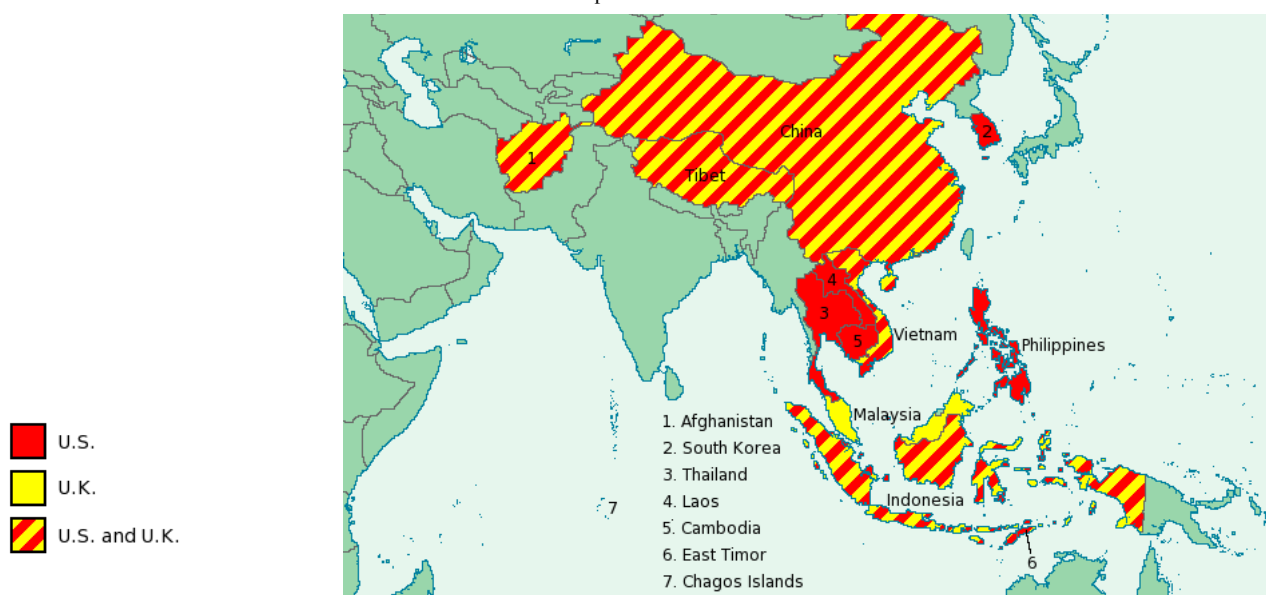 China
2
1
Tibet
4
3
5
Vietnam
Philippines
Malaysia
1. Afghanistan
2. South Korea
3. Thailand
4. Laos
5. Cambodia
6. East Timor
7. Chagos Islands
Indonesia
7
6
U.S.
U.K.
U.S. and U.K.